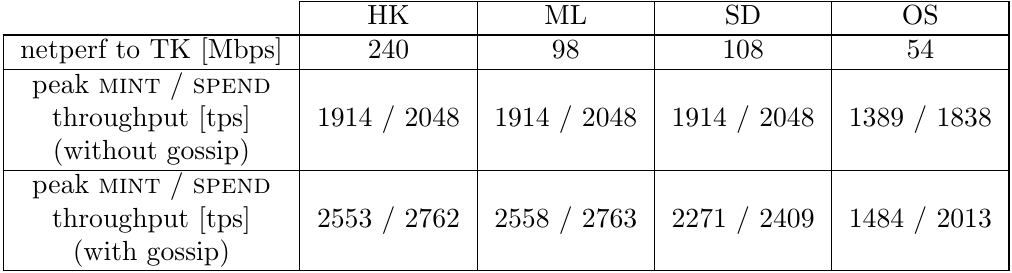 HK ML SD OS
netperf to TK [Mbps] 240 98 108 54
peak MINT / SPEND
throughput [tps] 1914 / 2048 1914 / 2048 1914 / 2048 1389 / 1838
(without gossip)
peak MINT / SPEND
throughput [tps] 2553 / 2762 2558 / 2763 2271 / 2409 1484 / 2013
(with gossip)